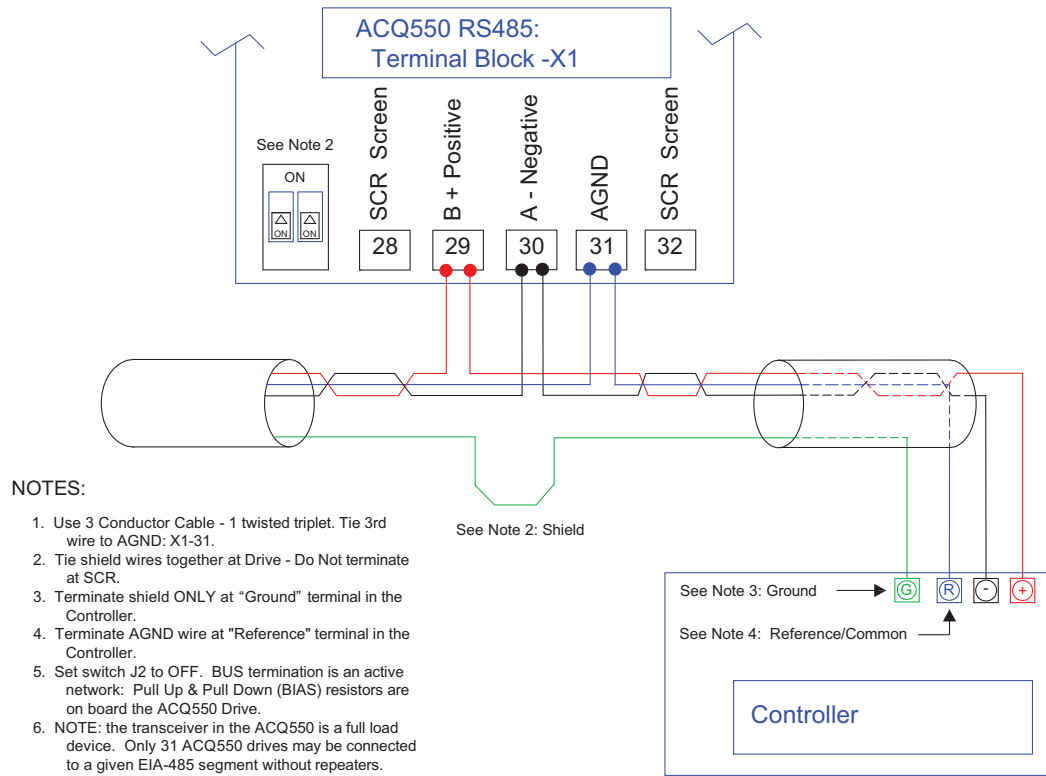 ACQ550 RS485:
Terminal Block -X1
See Note 2
ON
ON ON
SCR Screen
B + Positive
A - Negative
AGND
SCR Screen
28 29 30 31 32
See Note 2: Shield
NOTES:
1. Use 3 Conductor Cable - 1 twisted triplet. Tie 3rd
wire to AGND: X1-31.
2. Tie shield wires together at Drive - Do Not terminate
at SCR.
3. Terminate shield ONLY at “Ground” terminal in the
Controller.
4. Terminate AGND wire at "Reference" terminal in the
Controller.
5. Set switch J2 to OFF. BUS termination is an active
network: Pull Up & Pull Down (BIAS) resistors are
on board the ACQ550 Drive.
6. NOTE: the transceiver in the ACQ550 is a full load
device. Only 31 ACQ550 drives may be connected
to a given EIA-485 segment without repeaters.
See Note 3: Ground
G R - +
See Note 4: Reference/Common
Controller